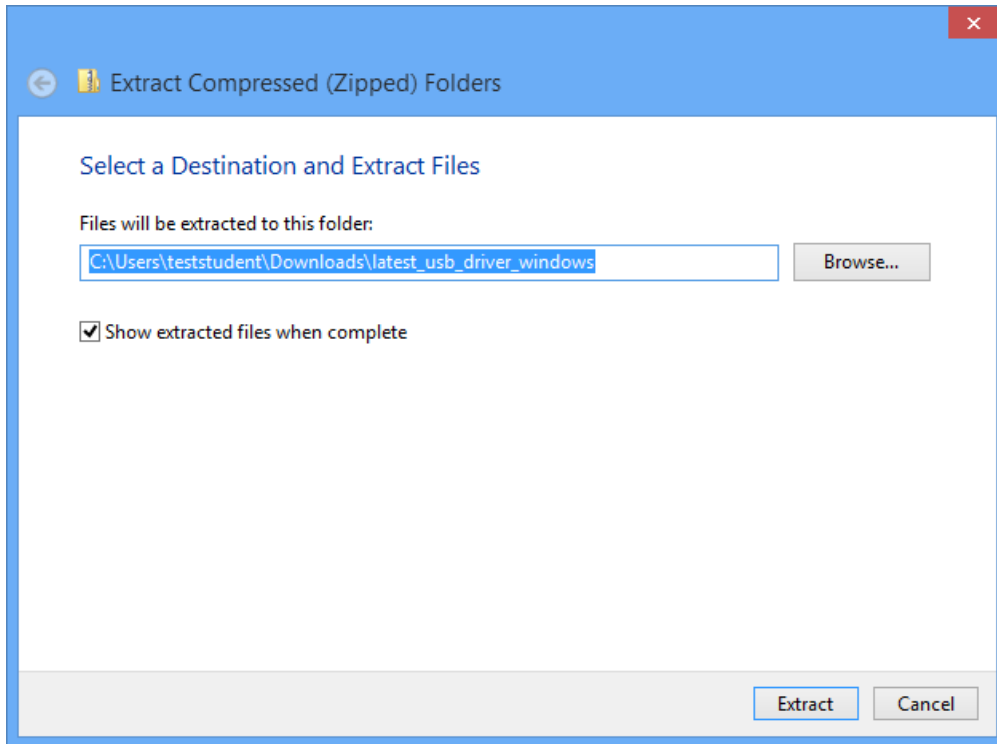 Extract Compressed (Zipped) Folders
Select a Destination and Extract Files
Files will be extracted to this folder:
C:\Users\teststudent\Downloads\latest_usb_driver_windows
Browse...
Show extracted files when complete
Extract
Cancel